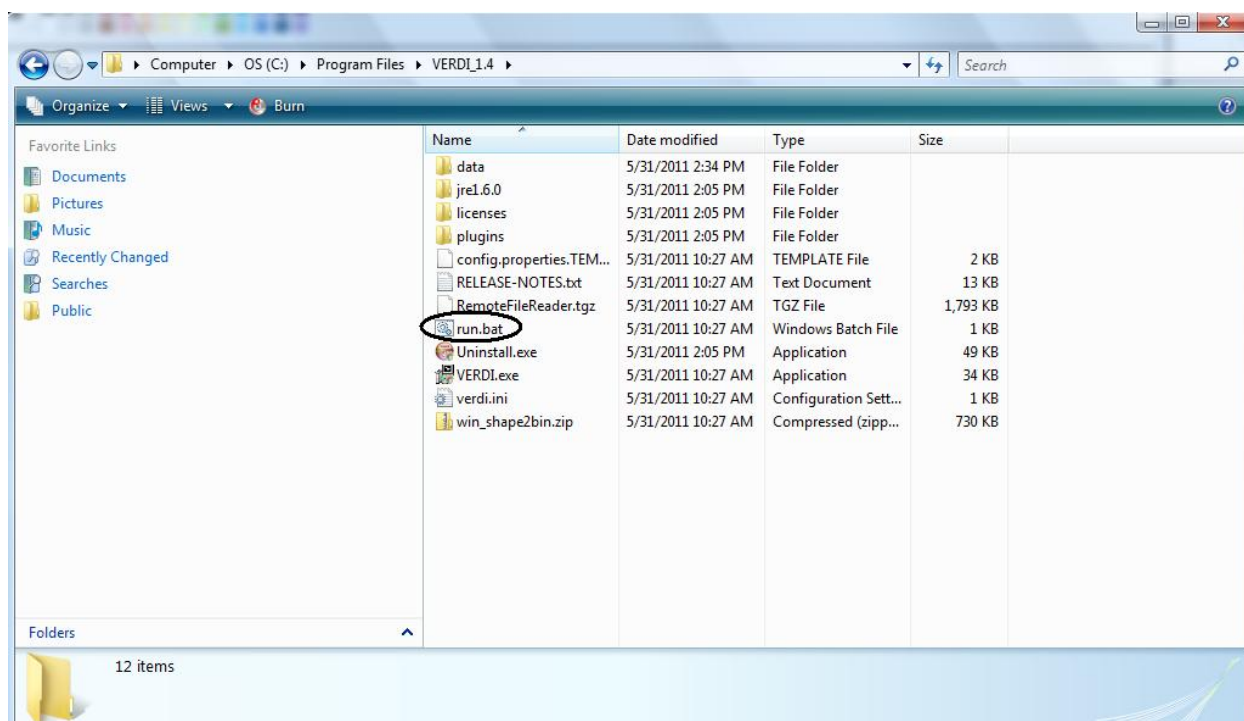 Computer ▸ OS (C:) ▸ Program Files ▸ VERDI_1.4 ▸ Search
Organize Views Burn
Favorite Links
Documents
Pictures
Music
Recently Changed
Searches
Public
Folders
Name Date modified Type Size
data 5/31/2011 2:34 PM File Folder
jre1.6.0 5/31/2011 2:05 PM File Folder
licenses 5/31/2011 2:05 PM File Folder
plugins 5/31/2011 2:05 PM File Folder
config.properties.TEM... 5/31/2011 10:27 AM TEMPLATE File 2 KB
RELEASE-NOTES.txt 5/31/2011 10:27 AM Text Document 13 KB
RemoteFileReader.tgz 5/31/2011 10:27 AM TGZ File 1,793 KB
run.bat 5/31/2011 10:27 AM Windows Batch File 1 KB
Uninstall.exe 5/31/2011 2:05 PM Application 49 KB
VERDI.exe 5/31/2011 10:27 AM Application 34 KB
verdi.ini 5/31/2011 10:27 AM Configuration Sett... 1 KB
win_shape2bin.zip 5/31/2011 10:27 AM Compressed (zipp... 730 KB
12 items